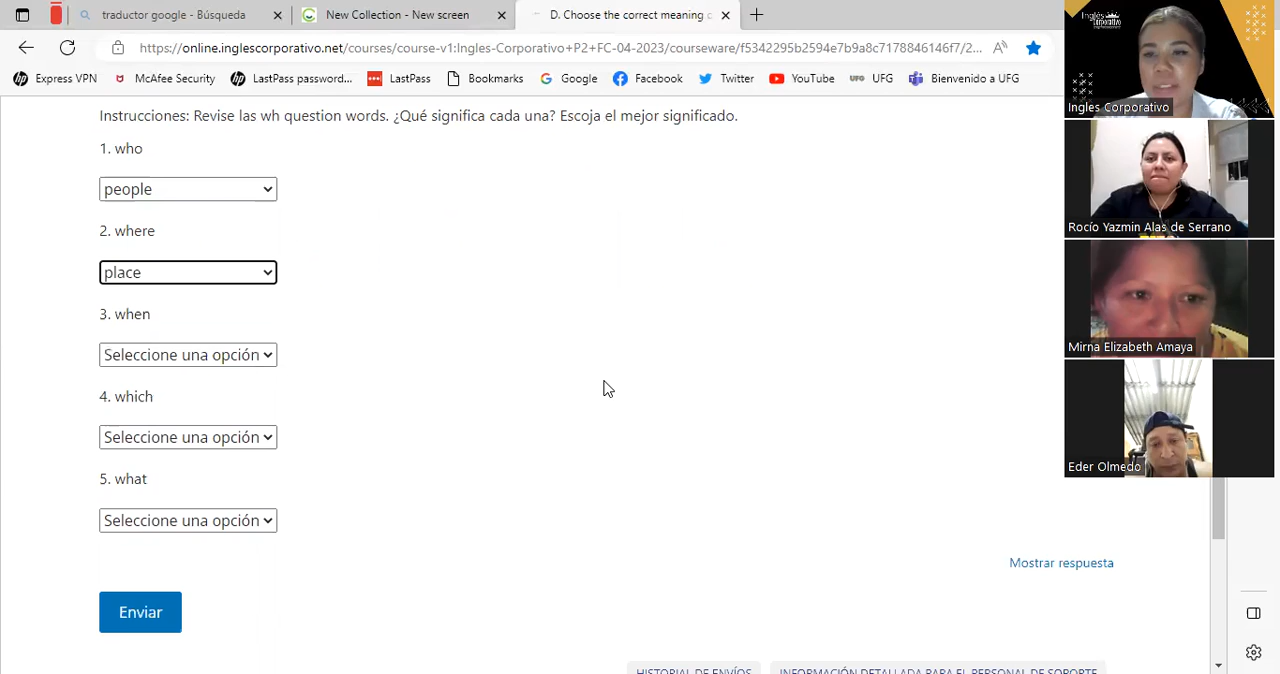 traductor google - Búsqueda
New Collection - New screen
D. Choose the correct meaning o
https://online.inglescorporativo.net/courses/course-v1:Ingles-Corporativo+P2+FC-04-2023/courseware/f5342295b2594e7b9a8c7178846146f7/2...
Express VPN
McAfee Security
LastPass password...
LastPass
Bookmarks
Google
Facebook
Twitter
YouTube
UFG
Bienvenido a UFG
Instrucciones: Revise las wh question words. ¿Qué significa cada una? Escoja el mejor significado.
1. who
people
2. where
place
3. when
Seleccione una opción
4. which
Seleccione una opción
5. what
Seleccione una opción
Mostrar respuesta
Enviar
HISTORIAL DE ENVÍOS
INFORMACIÓN DETALLADA PARA EL PERSONAL DE SOPORTE
Inglés
Corporativo
Ingles Corporativo
Rocío Yazmin Alas de Serrano
Mirna Elizabeth Amaya
Eder Olmedo